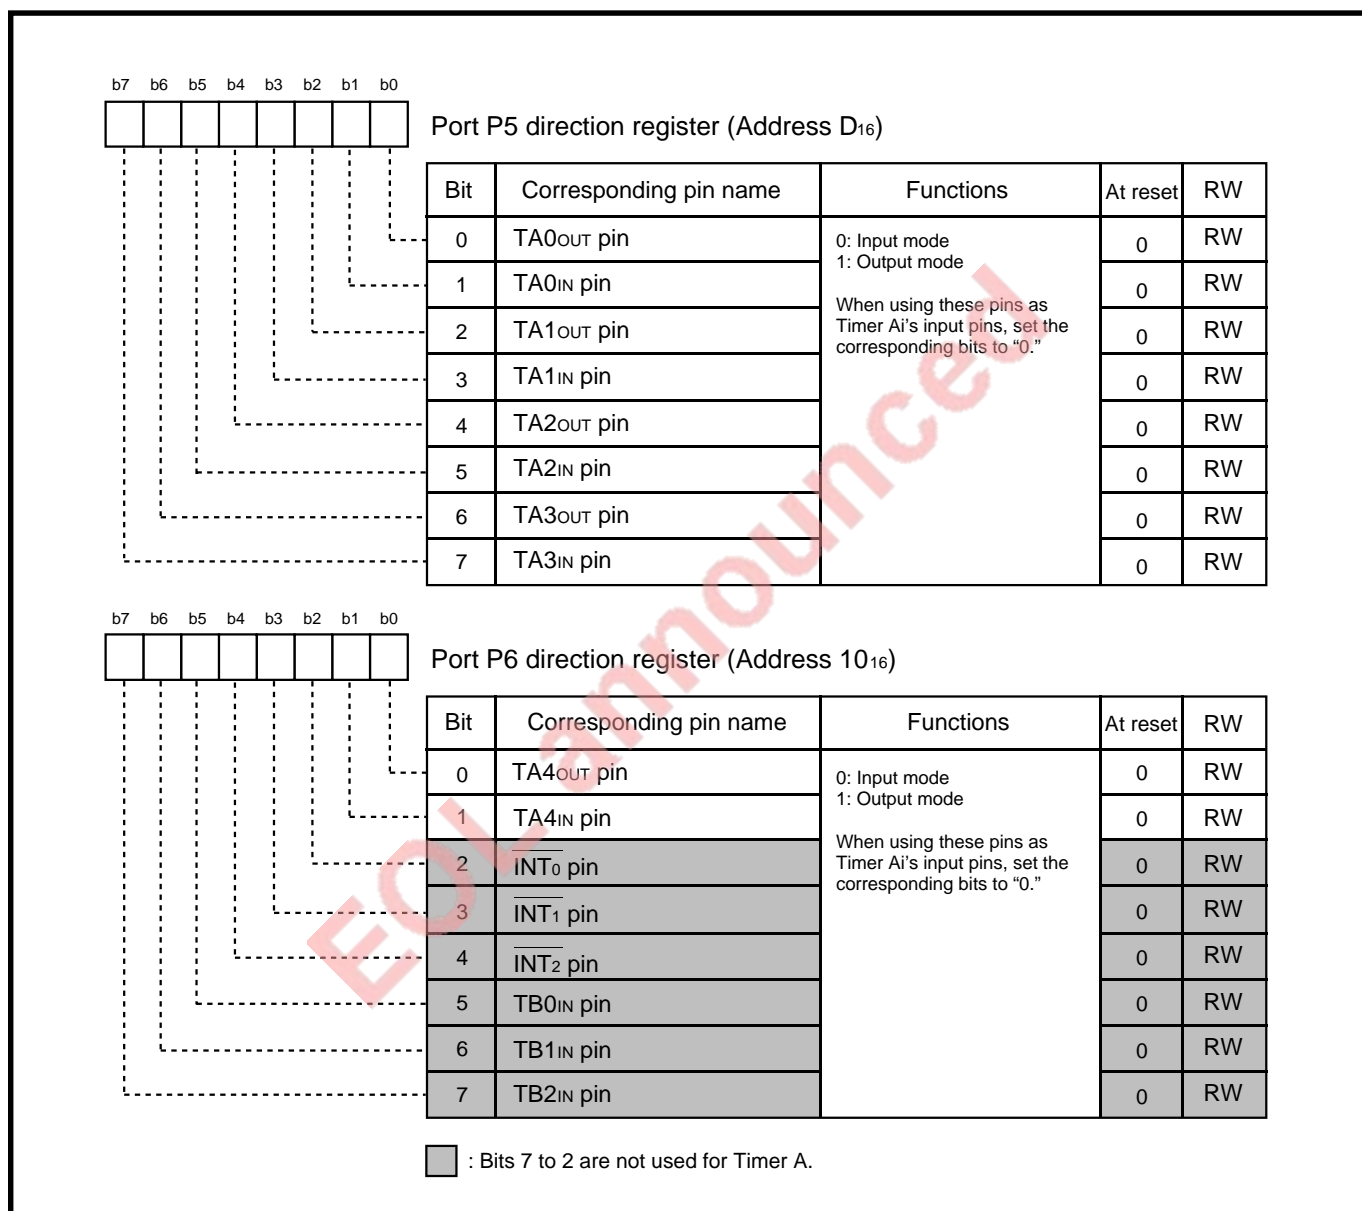 b7 b6 b5 b4 b3 b2 b1 b0
Port P5 direction register (Address D16)
Bit Corresponding pin name Functions At reset RW
0 TA0OUT pin 0: Input mode 0 RW
1: Output mode
1 TA0IN pin 0 RW
When using these pins as
2 TA1OUT pin Timer Ai’s input pins, set the 0 RW
corresponding bits to “0.”
3 TA1IN pin 0 RW
4 TA2OUT pin 0 RW
5 TA2IN pin 0 RW
6 TA3OUT pin 0 RW
7 TA3IN pin 0 RW
b7 b6 b5 b4 b3 b2 b1 b0
Port P6 direction register (Address 1016)
Bit Corresponding pin name Functions At reset RW
0 TA4OUT pin 0: Input mode 0 RW
1: Output mode
1 TA4IN pin 0 RW
When using these pins as
2 INT0 pin Timer Ai’s input pins, set the 0 RW
corresponding bits to “0.”
3 INT1 pin 0 RW
4 INT2 pin 0 RW
5 TB0IN pin 0 RW
6 TB1IN pin 0 RW
7 TB2IN pin 0 RW
: Bits 7 to 2 are not used for Timer A.
EOL announced